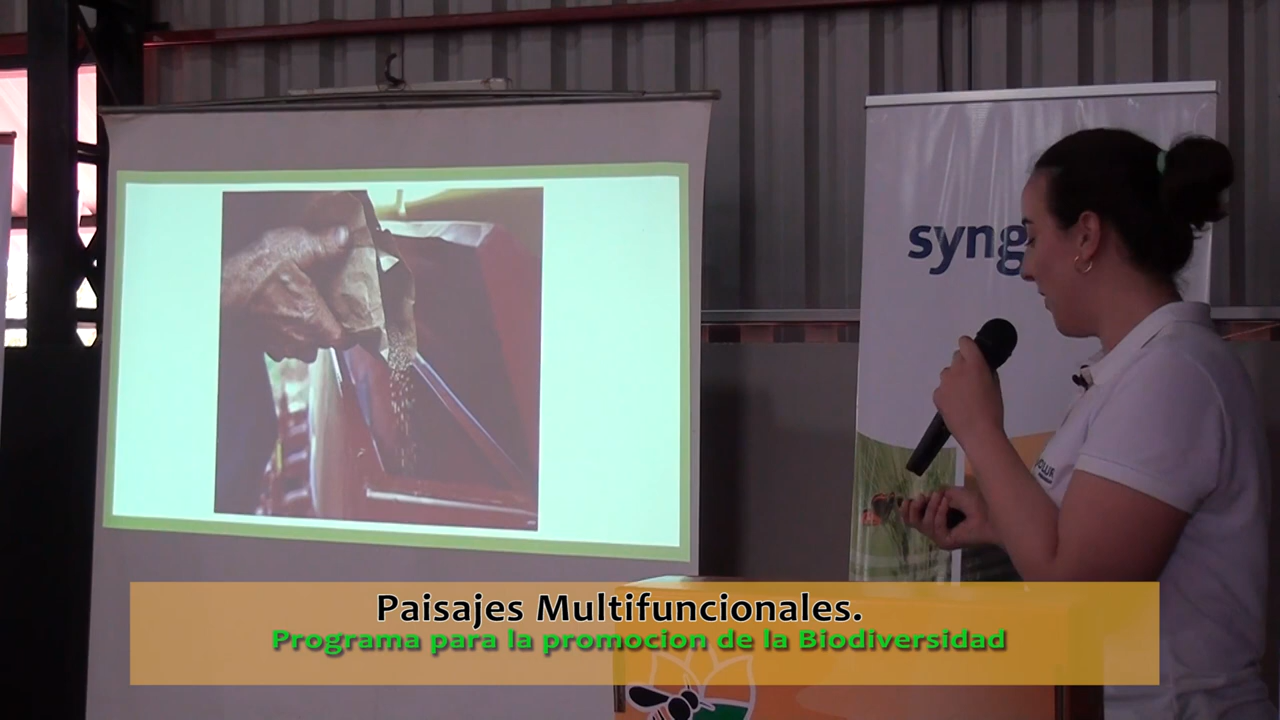 syng
Paisajes Multifuncionales.
Programa para la promocion de la Biodiversidad